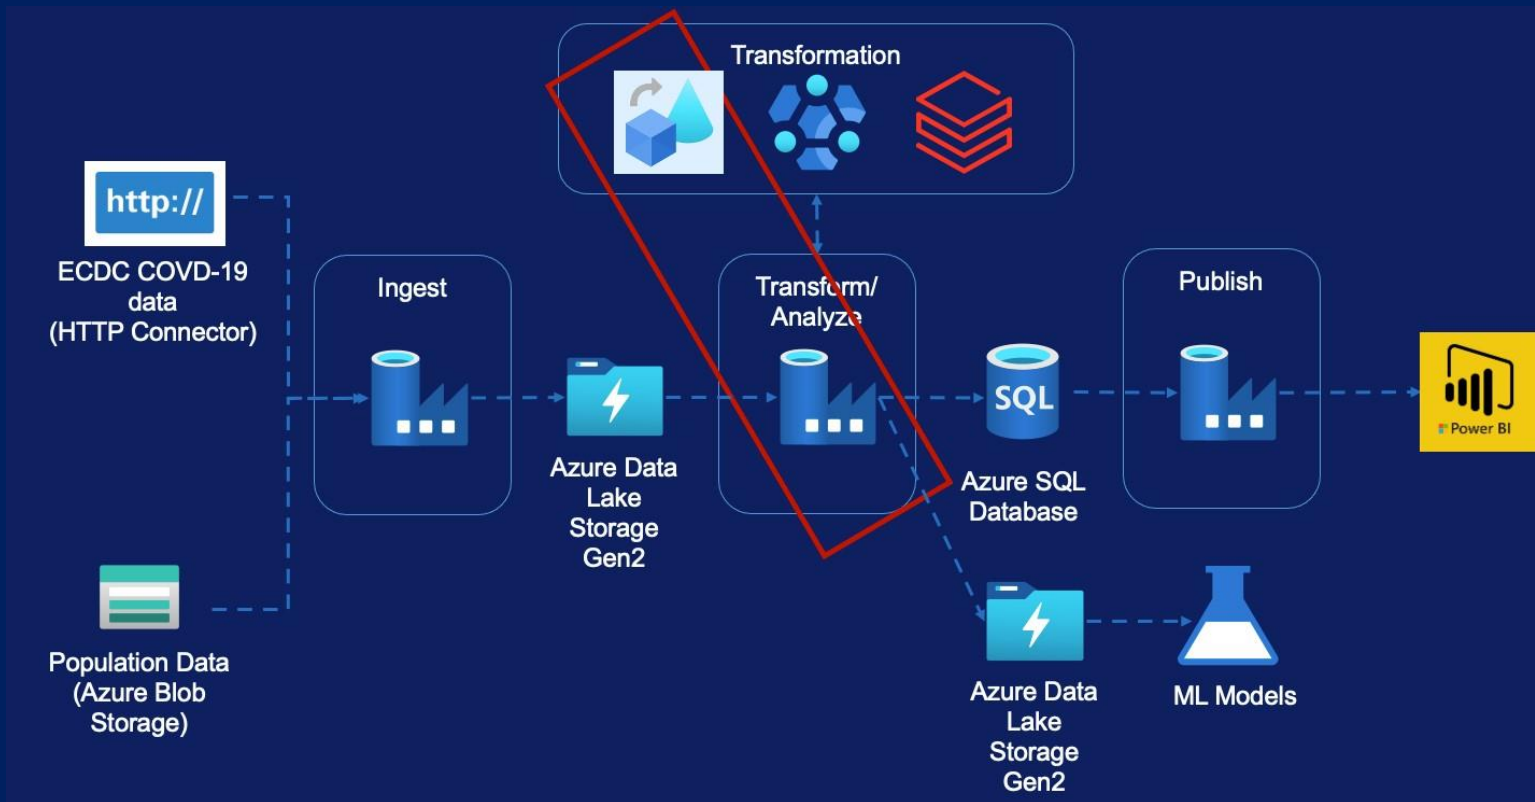 Transformation
http://
ECDC COVD-19
data
(HTTP Connector)
Ingest
Transform/
Analyze
Publish
SQL
Power BI
Azure Data
Lake
Storage
Gen2
Azure SQL
Database
Population Data
(Azure Blob
Storage)
Azure Data
Lake
Storage
Gen2
ML Models